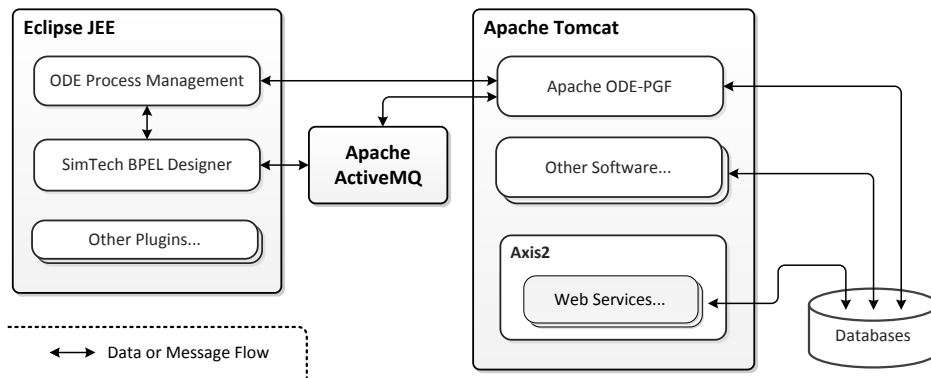 Eclipse JEE
ODE Process Management
SimTech BPEL Designer
Other Plugins...
Apache
ActiveMQ
Apache Tomcat
Apache ODE-PGF
Other Software...
Axis2
Web Services...
Databases
Data or Message Flow